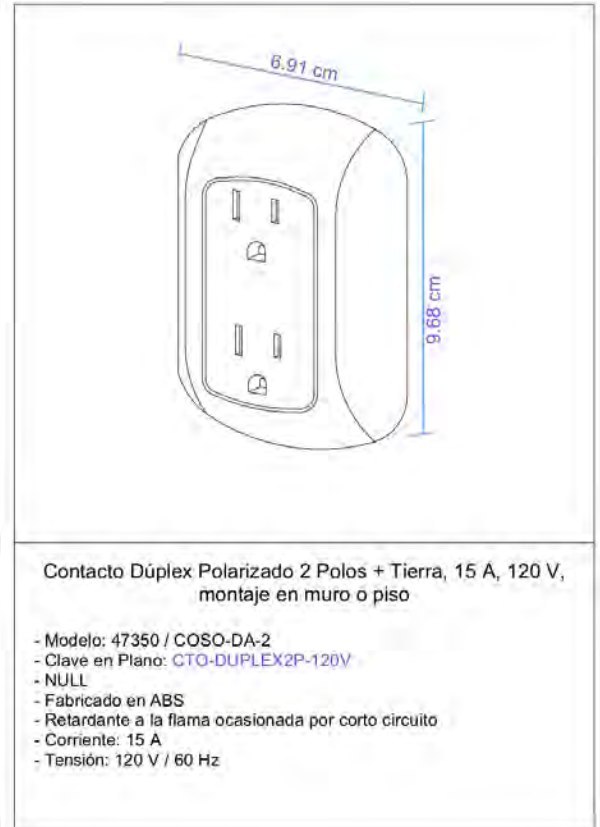 6.91 cm
9.68 cm
Contacto Dúplex Polarizado 2 Polos + Tierra, 15 A, 120 V,
montaje en muro o piso
- Modelo: 47350 / COSO-DA-2
- Clave en Plano: CTO-DUPLEX2P-120V
- NULL
- Fabricado en ABS
- Retardante a la flama ocasionada por corto circuito
- Corriente: 15 A
- Tensión: 120 V / 60 Hz